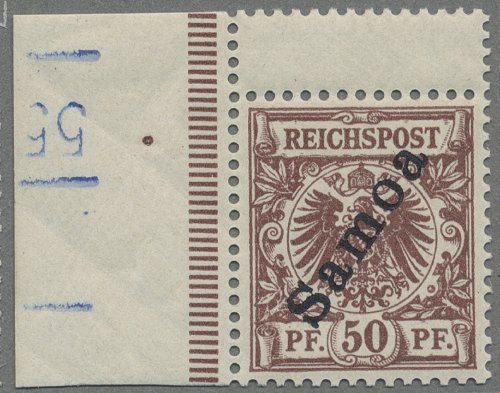 REICHSPOST
Samoa
PF. 50 PF.